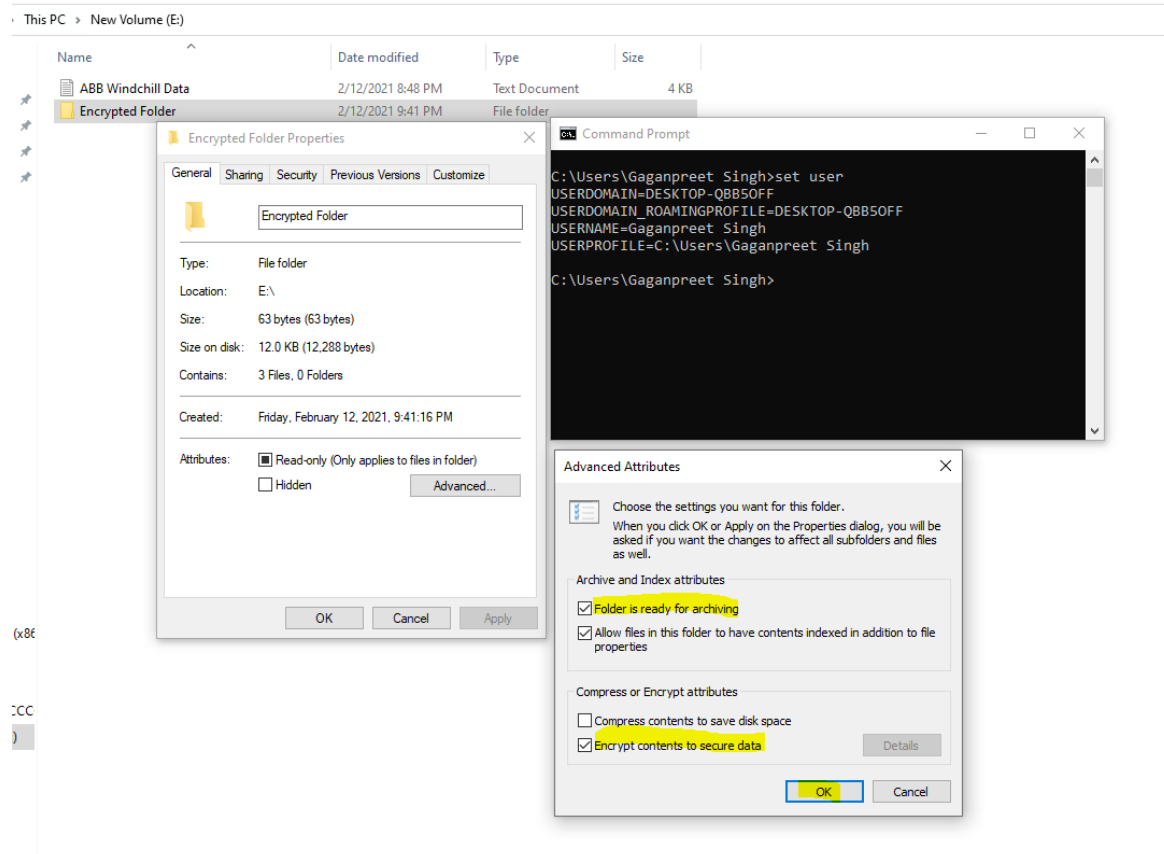 This PC > New Volume (E:)
Name Date modified Type Size
ABB Windchill Data 2/12/2021 8:48 PM Text Document 4 KB
Encrypted Folder 2/12/2021 9:41 PM File folder
Encrypted Folder Properties
General Sharing Security Previous Versions Customize
Encrypted Folder
Type: File folder
Location: E:\
Size: 63 bytes (63 bytes)
Size on disk: 12.0 KB (12,288 bytes)
Contains: 3 Files, 0 Folders
Created: Friday, February 12, 2021, 9:41:16 PM
Attributes: Read-only (Only applies to files in folder)
Hidden Advanced...
OK Cancel Apply
Command Prompt
C:\Users\Gaganpreet Singh>set user
USERDOMAIN=DESKTOP-QBB5OFF
USERDOMAIN_ROAMINGPROFILE=DESKTOP-QBB5OFF
USERNAME=Gaganpreet Singh
USERPROFILE=C:\Users\Gaganpreet Singh
C:\Users\Gaganpreet Singh>
Advanced Attributes
Choose the settings you want for this folder.
When you click OK or Apply on the Properties dialog, you will be
asked if you want the changes to affect all subfolders and files
as well.
Archive and Index attributes
Folder is ready for archiving
Allow files in this folder to have contents indexed in addition to file
properties
Compress or Encrypt attributes
Compress contents to save disk space
Encrypt contents to secure data Details
OK Cancel
(x86
)